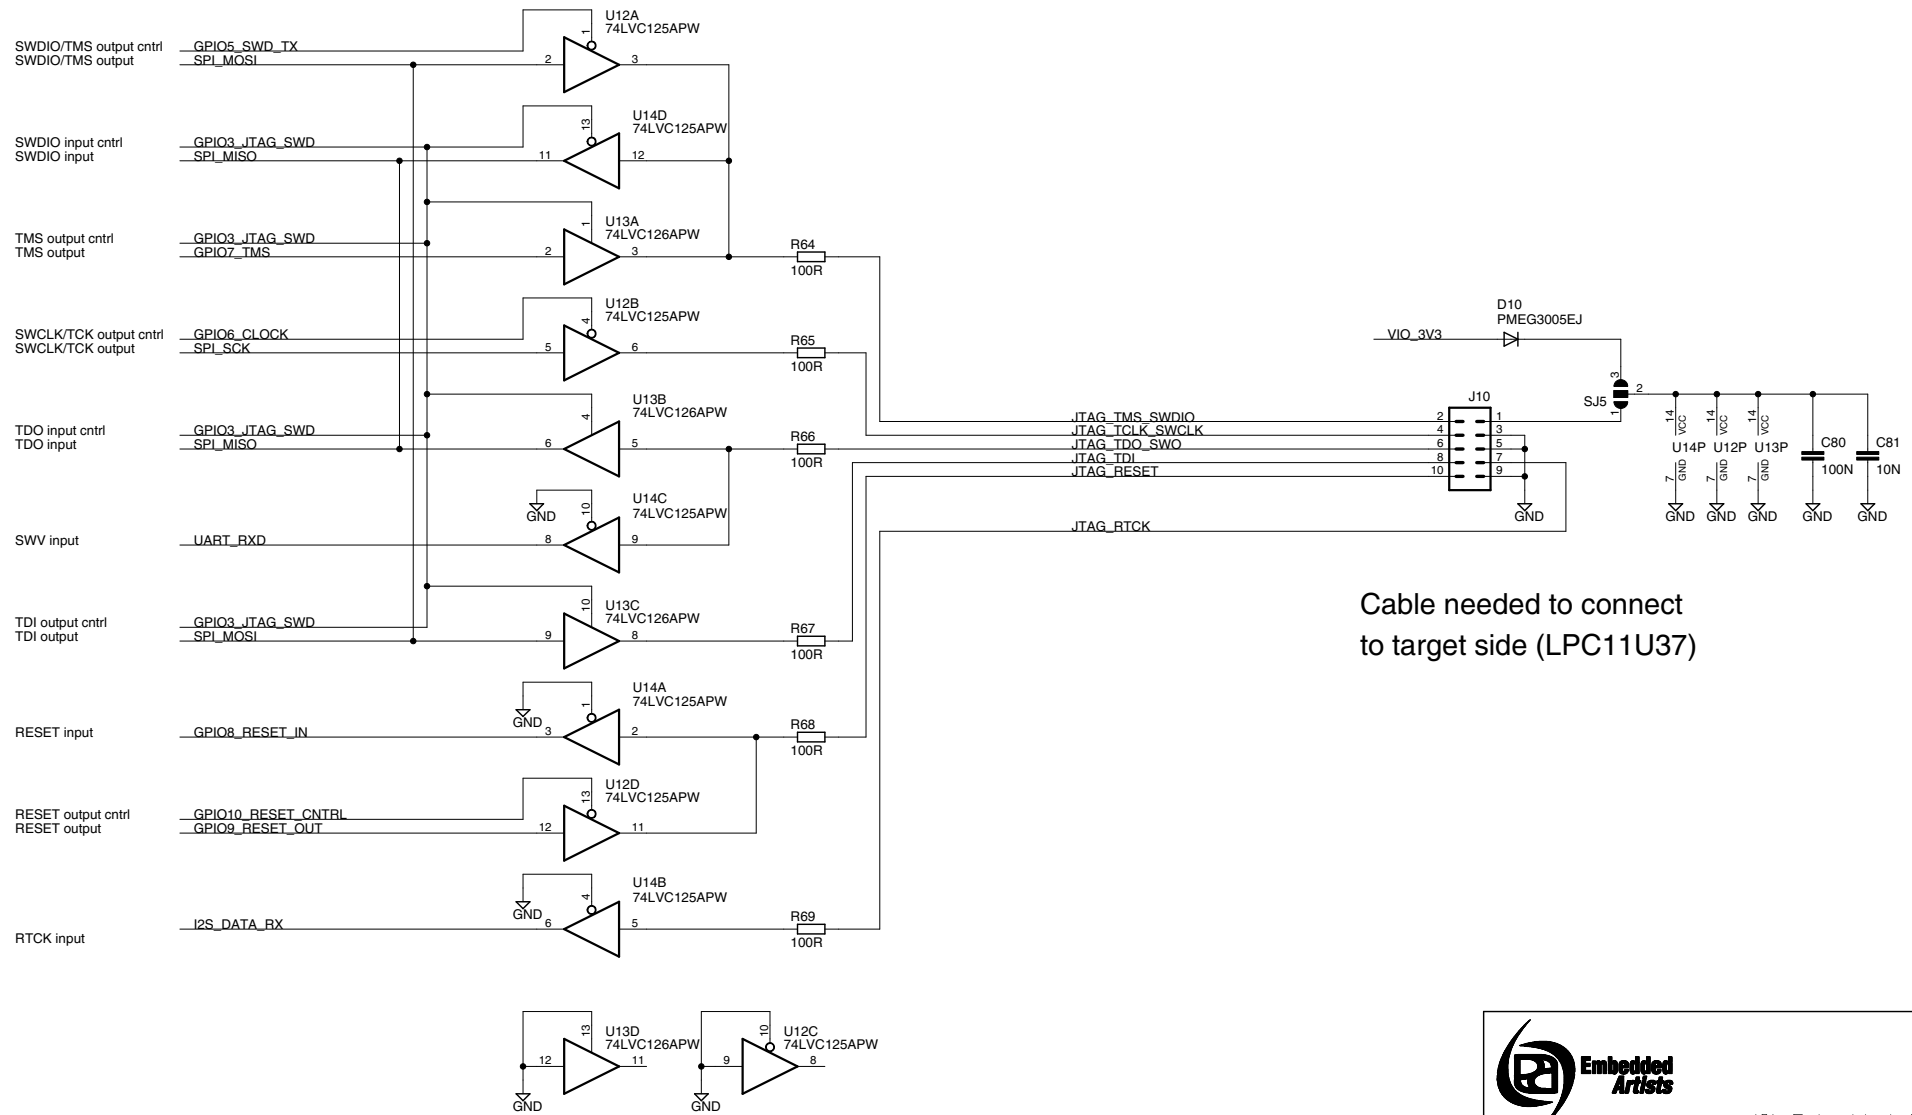 U12A
74LVC125APW
1
SWDIO/TMS output cntrl GPIO5_SWD_TX
SWDIO/TMS output SPI_MOSI 2 3
U14D
74LVC125APW
13
SWDIO input cntrl GPIO3_JTAG_SWD
SWDIO input SPI_MISO 11 12
U13A
74LVC126APW
1
TMS output cntrl GPIO3_JTAG_SWD
TMS output GPIO7_TMS 2 3
R64
100R
U12B
74LVC125APW
4
SWCLK/TCK output cntrl GPIO6_CLOCK
SWCLK/TCK output SPI_SCK 5 6
R65
100R
D10
PMEG3005EJ
VIO_3V3
3
2
SJ5
1
U13B
74LVC126APW
4
TDO input cntrl GPIO3_JTAG_SWD
TDO input SPI_MISO 6 5
R66
100R
J10
JTAG_TMS_SWDIO 2 1
JTAG_TCLK_SWCLK 4 3
JTAG_TDO_SWO 6 5
JTAG_TDI 8 7
JTAG_RESET 10 9
GND
JTAG_RTCK
14 VCC 14 VCC 14 VCC
U14P U12P U13P
7 GND 7 GND 7 GND
GND GND GND GND GND
C80
100N
C81
10N
U14C
74LVC125APW
GND
10
SWV input UART_RXD 8 9
U13C
74LVC126APW
10
TDI output cntrl GPIO3_JTAG_SWD
TDI output SPI_MOSI 9 8
R67
100R
Cable needed to connect
to target side (LPC11U37)
U14A
74LVC125APW
1
GND
RESET input GPIO8_RESET_IN 3 2
R68
100R
U12D
74LVC125APW
13
RESET output cntrl GPIO10_RESET_CNTRL
RESET output GPIO9_RESET_OUT 12 11
U14B
74LVC125APW
4
GND
I2S_DATA_RX 6 5
RTCK input
R69
100R
U13D
74LVC126APW
13
12 11
GND
U12C
74LVC125APW
10
9 8
GND
Embedded
Artists